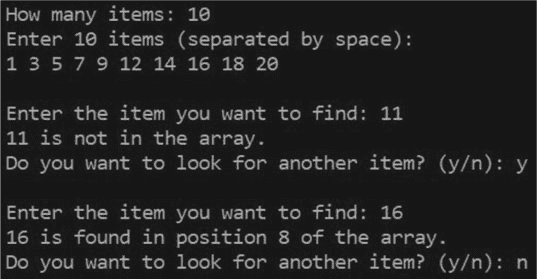 How many items: 10
Enter 10 items (separated by space):
1 3 5 7 9 12 14 16 18 20
Enter the item you want to find: 11
11 is not in the array.
Do you want to look for another item? (y/n): y
Enter the item you want to find: 16
16 is found in position 8 of the array.
Do you want to look for another item? (y/n): n